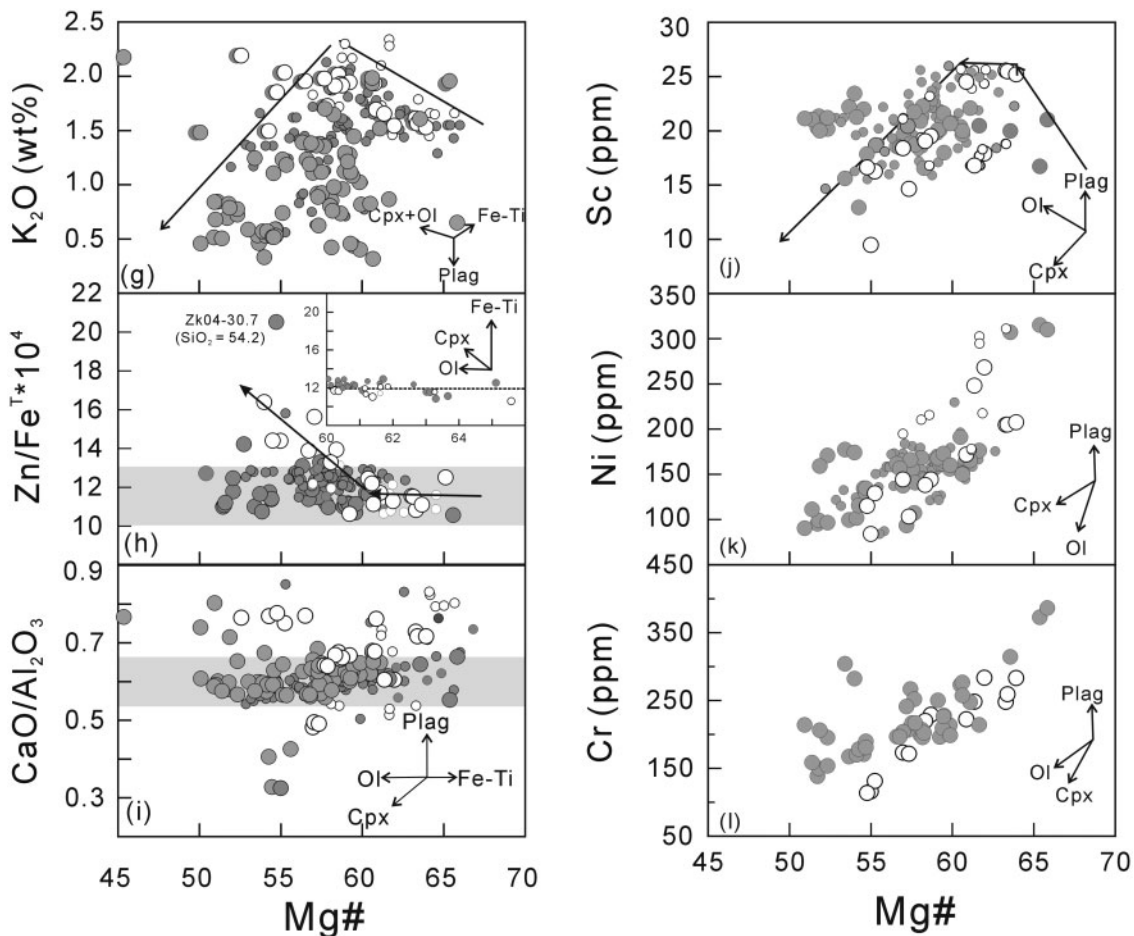 2.5
2.0
1.5
1.0
0.5
K2O (wt%)
Cpx+Ol
Fe-Ti
Plag
(g)
30
25
20
15
10
Sc (ppm)
Plag
Ol
Cpx
(j)
22
20
18
16
14
12
10
Zn/Fe^T*10^4
Zk04-30.7
(SiO2 = 54.2)
20
16
12
8
4
60
62
64
Fe-Ti
Cpx
Ol
(h)
350
300
250
200
150
100
50
Ni (ppm)
Plag
Cpx
Ol
(k)
0.9
0.7
0.5
0.3
CaO/Al2O3
Plag
Ol
Fe-Ti
Cpx
(i)
450
350
250
150
50
Cr (ppm)
Plag
Ol
Cpx
(l)
45 50 55 60 65 70
Mg#
45 50 55 60 65 70
Mg#